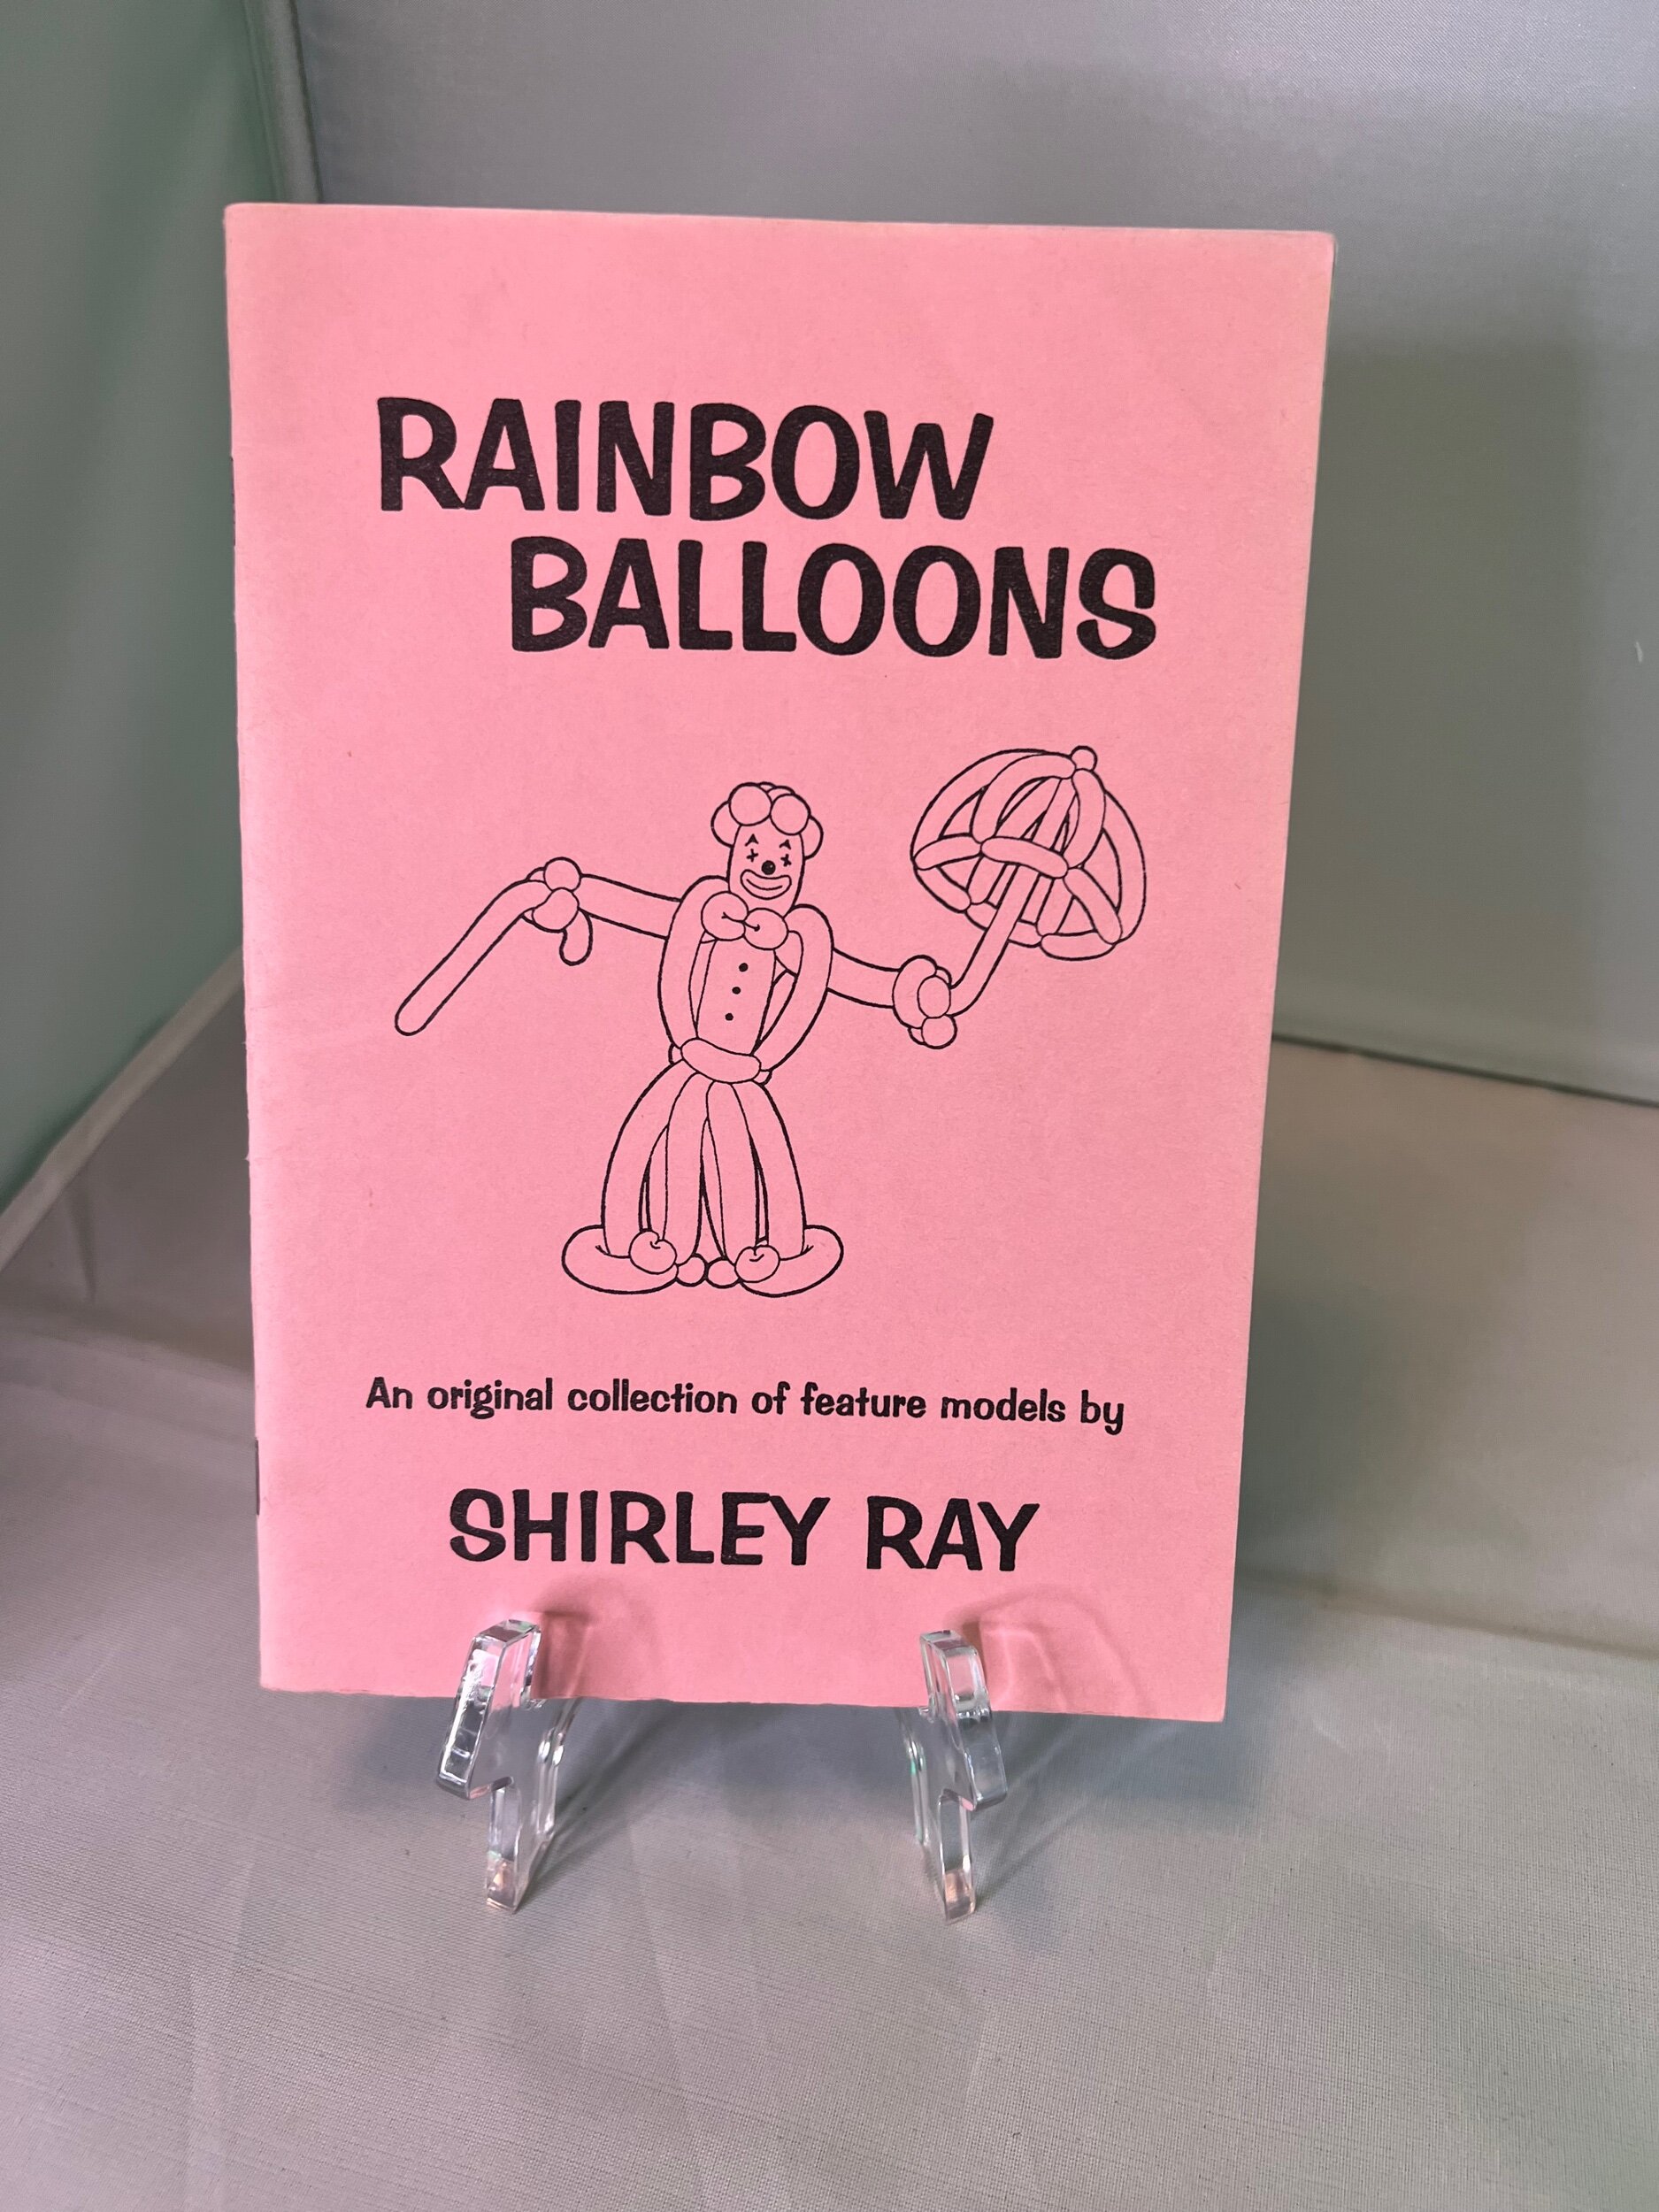 RAINBOW
BALLOONS
An original collection of feature models by
SHIRLEY RAY